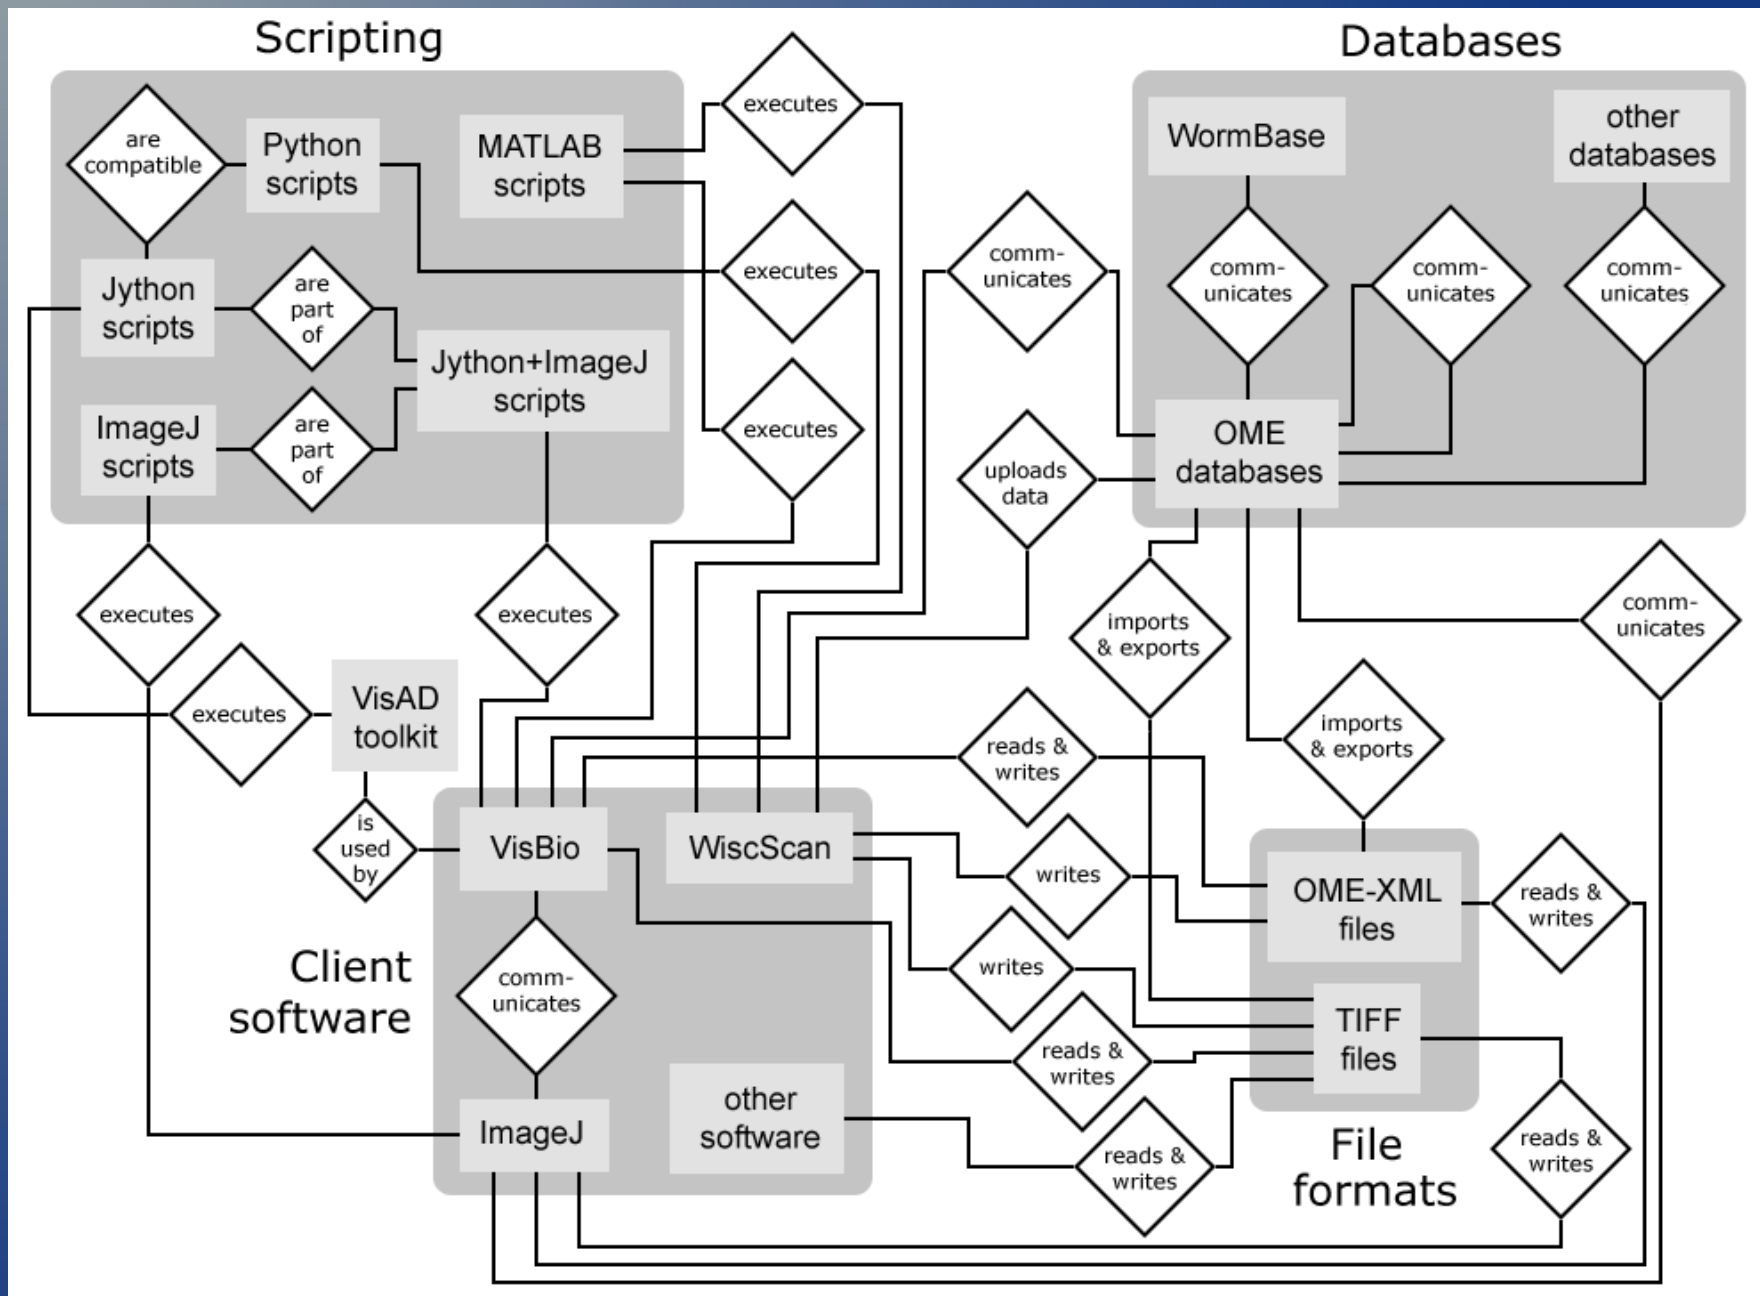 Scripting
Databases
are
compatible
Python
scripts
MATLAB
scripts
executes
WormBase
other
databases
executes
comm-
unicates
comm-
unicates
comm-
unicates
comm-
unicates
Jython
scripts
are
part
of
Jython+ImageJ
scripts
ImageJ
scripts
are
part
of
executes
uploads
data
OME
databases
executes
executes
imports
& exports
comm-
unicates
executes
VisAD
toolkit
reads &
writes
imports
& exports
is
used
by
VisBio
WiscScan
writes
OME-XML
files
reads &
writes
Client
software
comm-
unicates
writes
TIFF
files
reads &
writes
ImageJ
other
software
reads &
writes
File
formats
reads &
writes